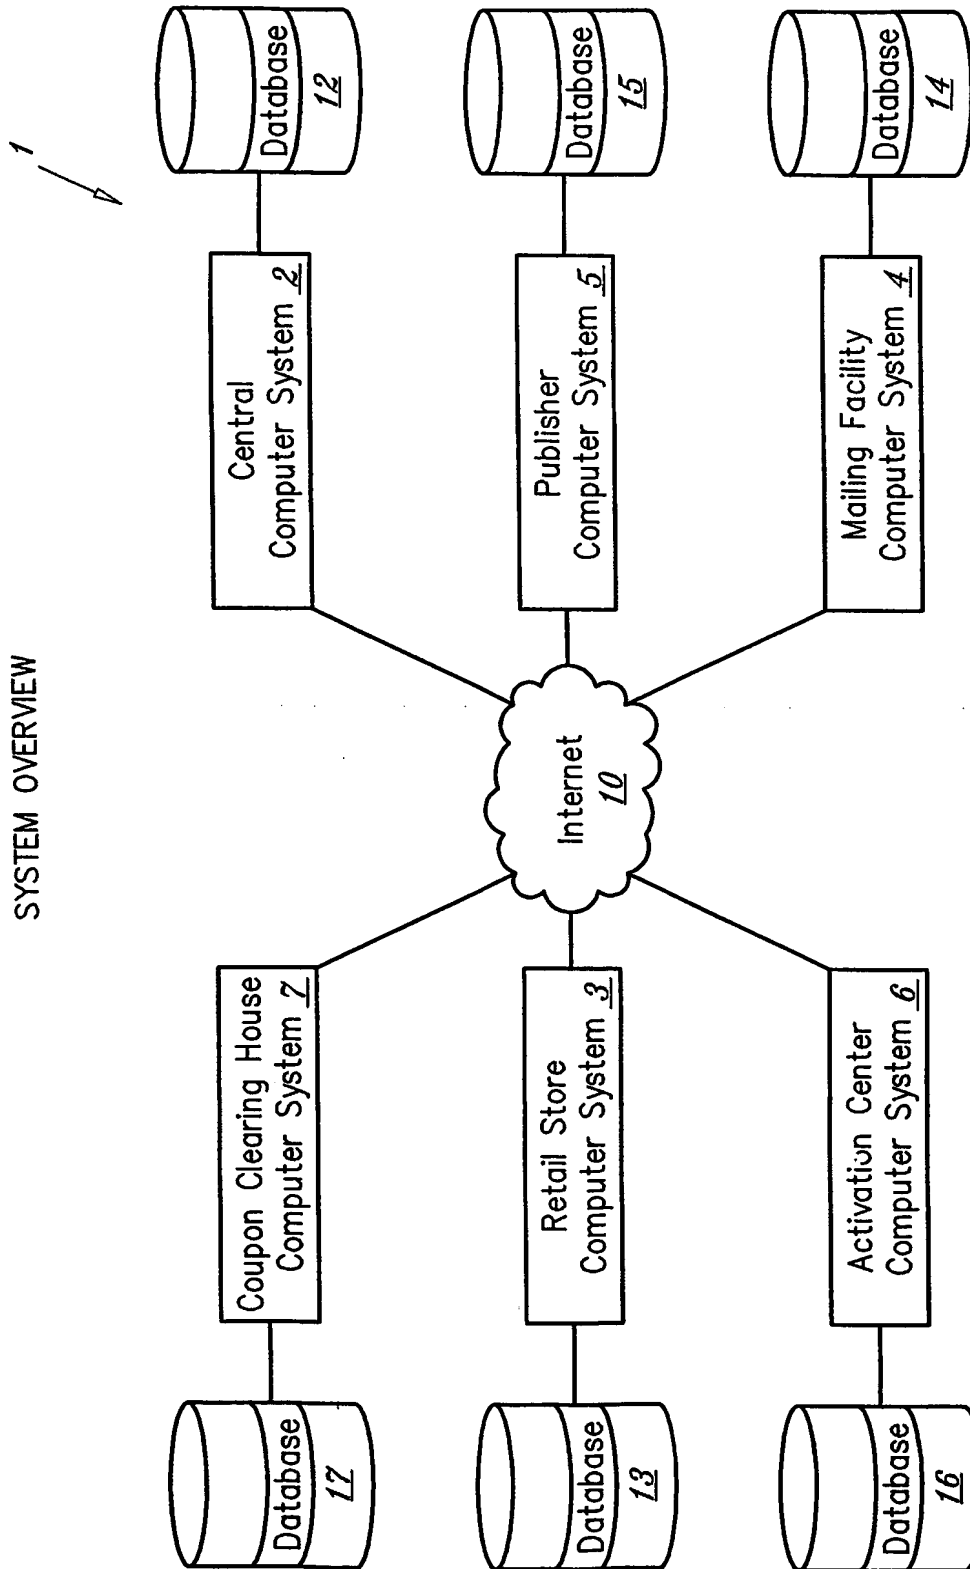 SYSTEM OVERVIEW
1
Coupon Clearing House
Computer System 7
Database
17
Central
Computer System 2
Database
12
Retail Store
Computer System 3
Database
13
Internet
10
Publisher
Computer System 5
Database
15
Activation Center
Computer System 6
Database
16
Mailing Facility
Computer System 4
Database
14